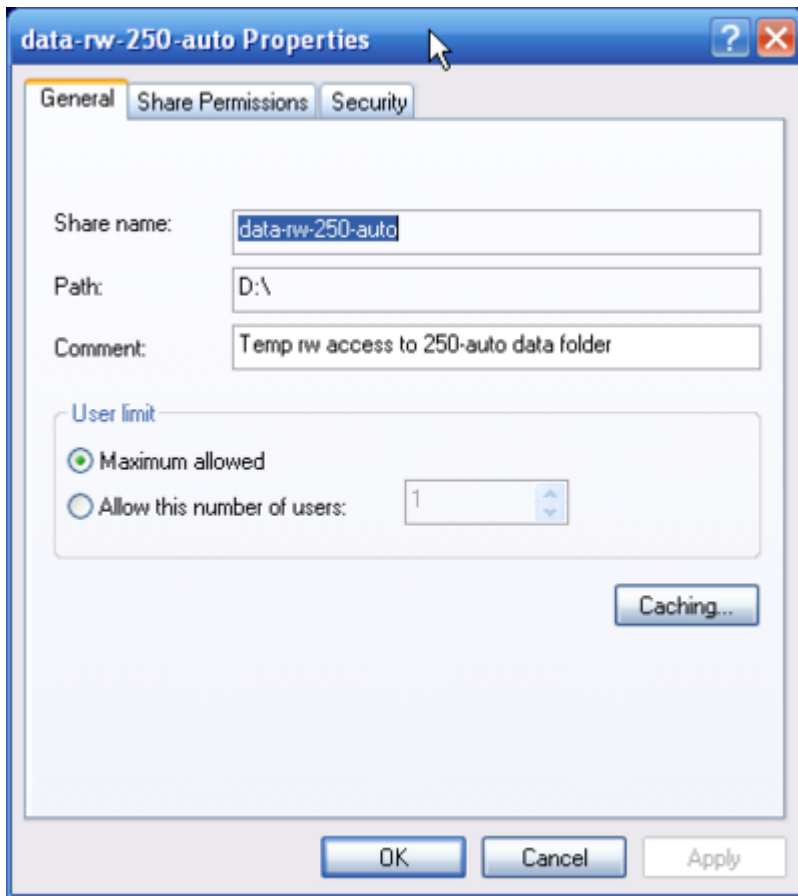 data-rw-250-auto Properties
General Share Permissions Security
Share name: data-rw-250-auto
Path: D:\
Comment: Temp rw access to 250-auto data folder
User limit
Maximum allowed
Allow this number of users: 1
Caching...
OK Cancel Apply